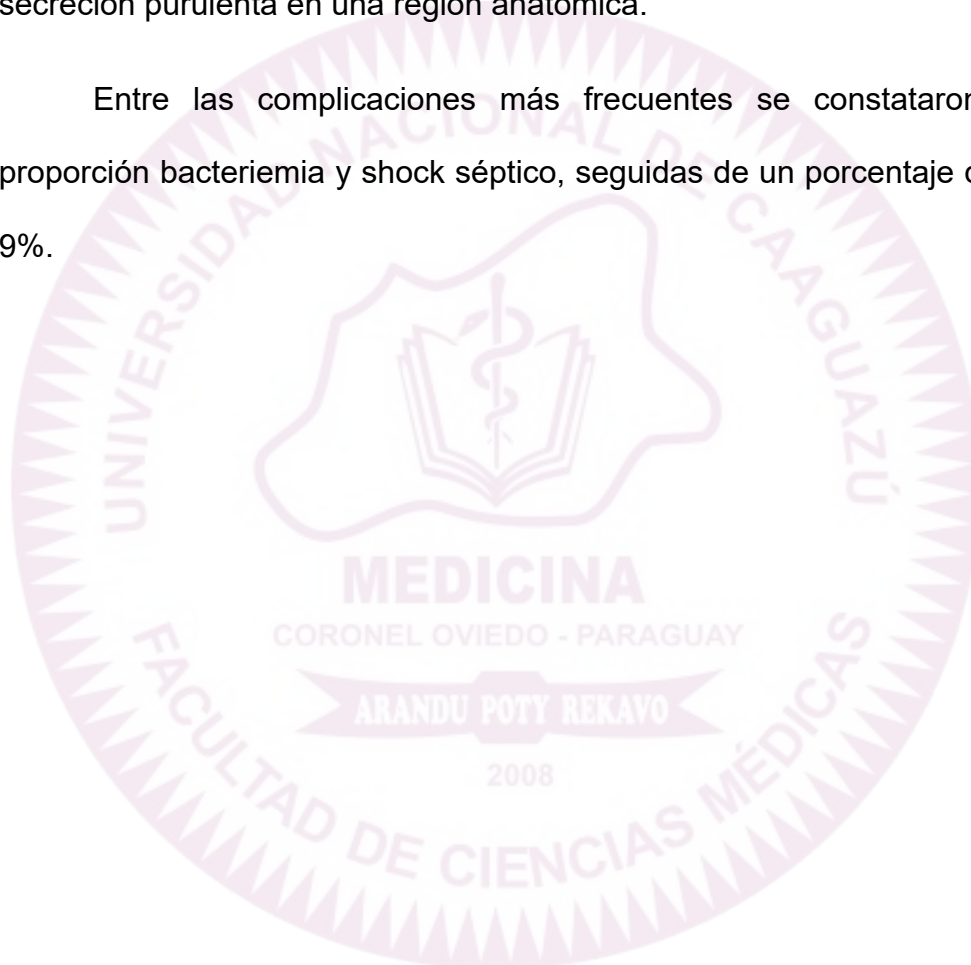 secreción purulenta en una región anatómica.
Entre las complicaciones más frecuentes se constataron
proporción bacteriemia y shock séptico, seguidas de un porcentaje
9%.
UNIVERSIDAD NACIONAL DE CAAGUAZÚ
MEDICINA
CORONEL OVIEDO - PARAGUAY
ARANDU POTY REKAVO
2008
FACULTAD DE CIENCIAS MÉDICAS